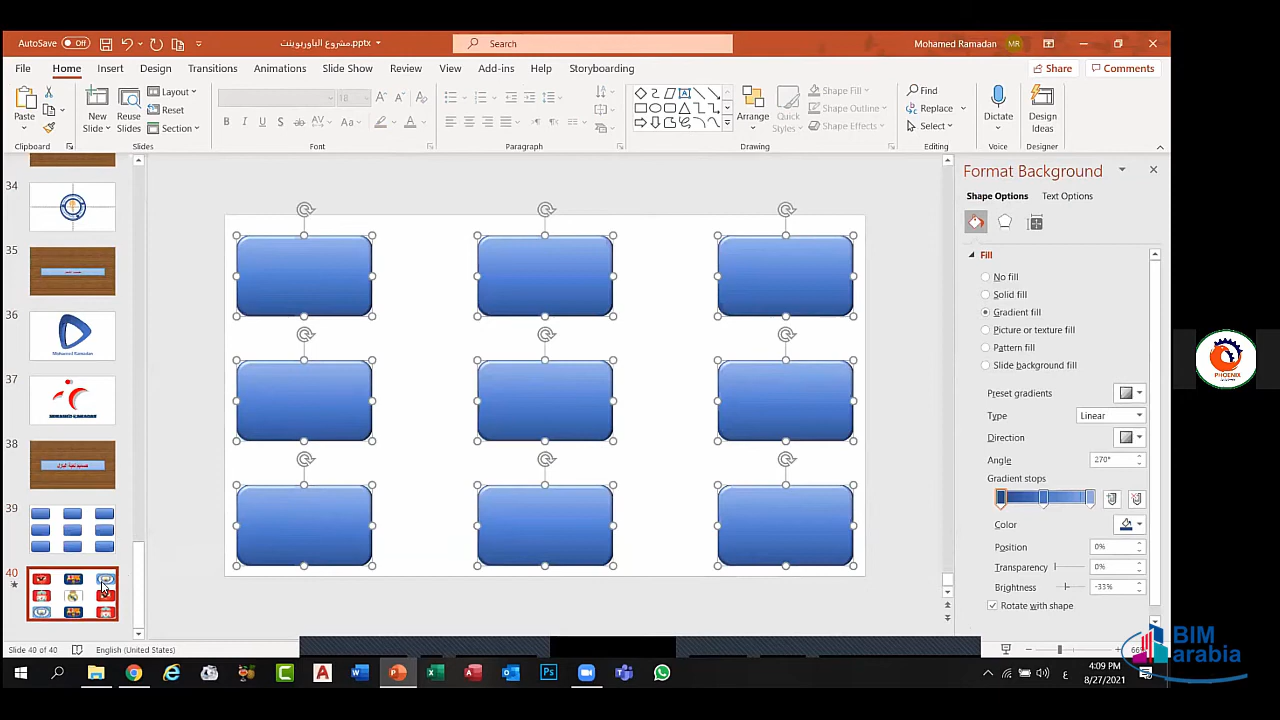 AutoSave Off
مشروع الباوربوينت.pptx
Search
Mohamed Ramadan MR
File Home Insert Design Transitions Animations Slide Show Review View Add-ins Help Storyboarding
Share Comments
Paste
New Slide
Reuse Slides
Layout
Reset
Section
18
Arrange
Quick Styles
Shape Fill
Shape Outline
Shape Effects
Find
Replace
Select
Dictate
Design Ideas
Clipboard Slides Font Paragraph Drawing Editing Voice Designer
34
35
36
Mohamed Ramadan
37
38
39
40
Format Background
Shape Options Text Options
Fill
No fill
Solid fill
Gradient fill
Picture or texture fill
Pattern fill
Slide background fill
Preset gradients
Type Linear
Direction
Angle 270°
Gradient stops
Color
Position 0%
Transparency 0%
Brightness -33%
Rotate with shape
PHOENIX
Slide 40 of 40 English (United States)
BIM
arabia
4:09 PM
8/27/2021